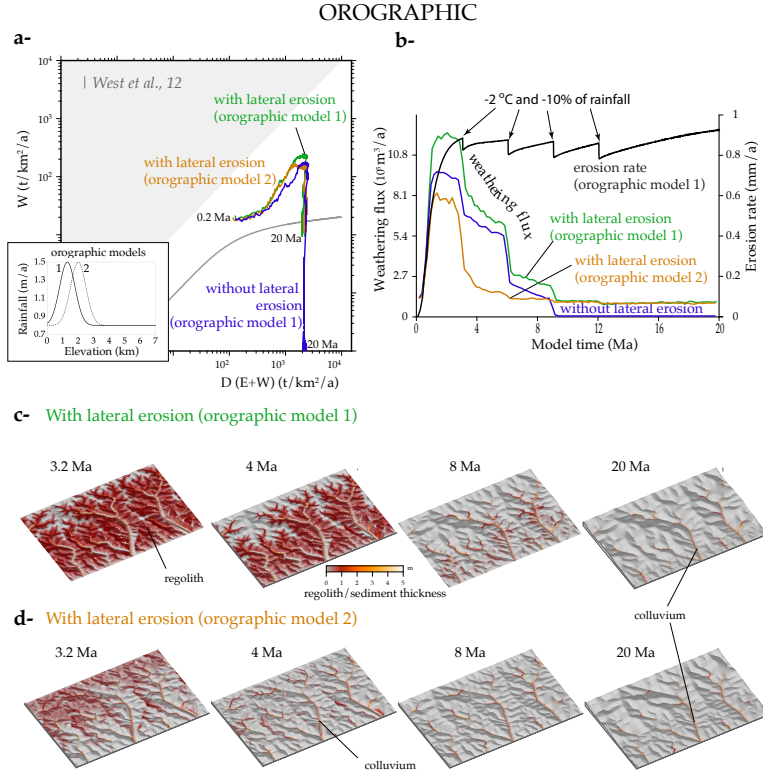 OROGRAPHIC
a-
10⁴
10²
10⁰
W (t/km²/a)
| West et al., 12
with lateral erosion
(orographic model 1)
with lateral erosion
(orographic model 2)
0.2 Ma
20 Ma
without lateral
erosion
(orographic model 1)
20 Ma
10² 10³ 10⁴
D (E+W) (t/km²/a)
orographic models
1 2
1.5
1.3
1.1
0.9
0.7
Rainfall (m/a)
0 1 2 3 4 5 6 7
Elevation (km)
b-
-2 °C and -10% of rainfall
10.8
8.1
5.4
2.7
0
Weathering flux (10⁶ m³/a)
weathering
flux
erosion rate
(orographic model 1)
with lateral erosion
(orographic model 1)
with lateral erosion
(orographic model 2)
without lateral erosion
1
0.8
0.6
0.4
0.2
0
Erosion rate (mm/a)
0 4 8 12 16 20
Model time (Ma)
c- With lateral erosion (orographic model 1)
3.2 Ma
4 Ma
8 Ma
20 Ma
regolith
0 1 2 3 4 5 m
regolith/sediment thickness
colluvium
d- With lateral erosion (orographic model 2)
3.2 Ma
4 Ma
8 Ma
20 Ma
colluvium